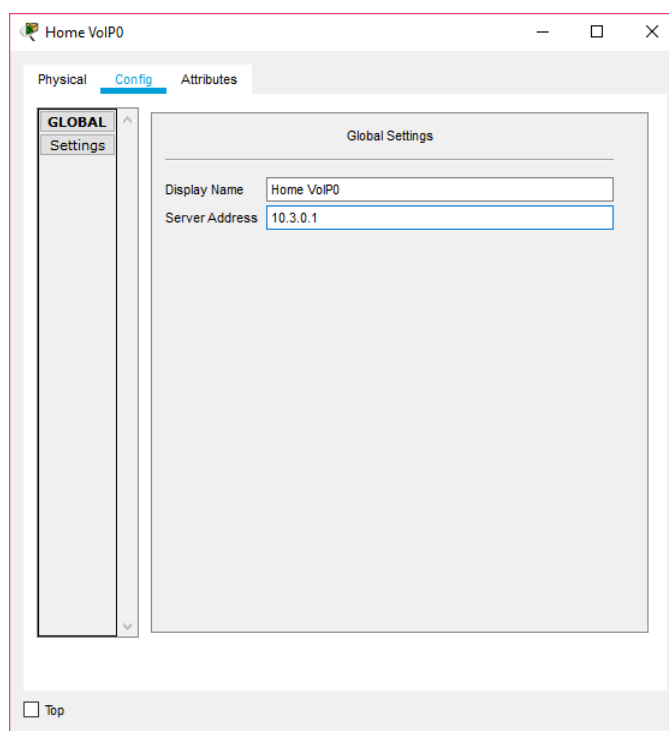 Home VoIP0
Physical Config Attributes
GLOBAL
Settings
Global Settings
Display Name Home VoIP0
Server Address 10.3.0.1
Top